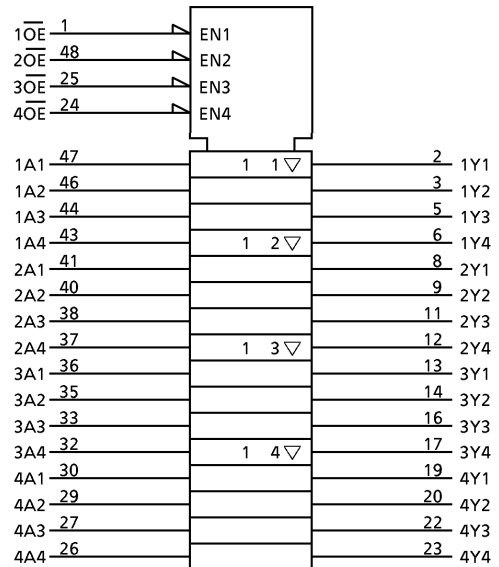 1O̅E̅ 1 EN1
2O̅E̅ 48 EN2
3O̅E̅ 25 EN3
4O̅E̅ 24 EN4
1A1 47 1 1 ▽ 2 1Y1
1A2 46 3 1Y2
1A3 44 5 1Y3
1A4 43 1 2 ▽ 6 1Y4
2A1 41 8 2Y1
2A2 40 9 2Y2
2A3 38 11 2Y3
2A4 37 1 3 ▽ 12 2Y4
3A1 36 13 3Y1
3A2 35 14 3Y2
3A3 33 16 3Y3
3A4 32 1 4 ▽ 17 3Y4
4A1 30 19 4Y1
4A2 29 20 4Y2
4A3 27 22 4Y3
4A4 26 23 4Y4